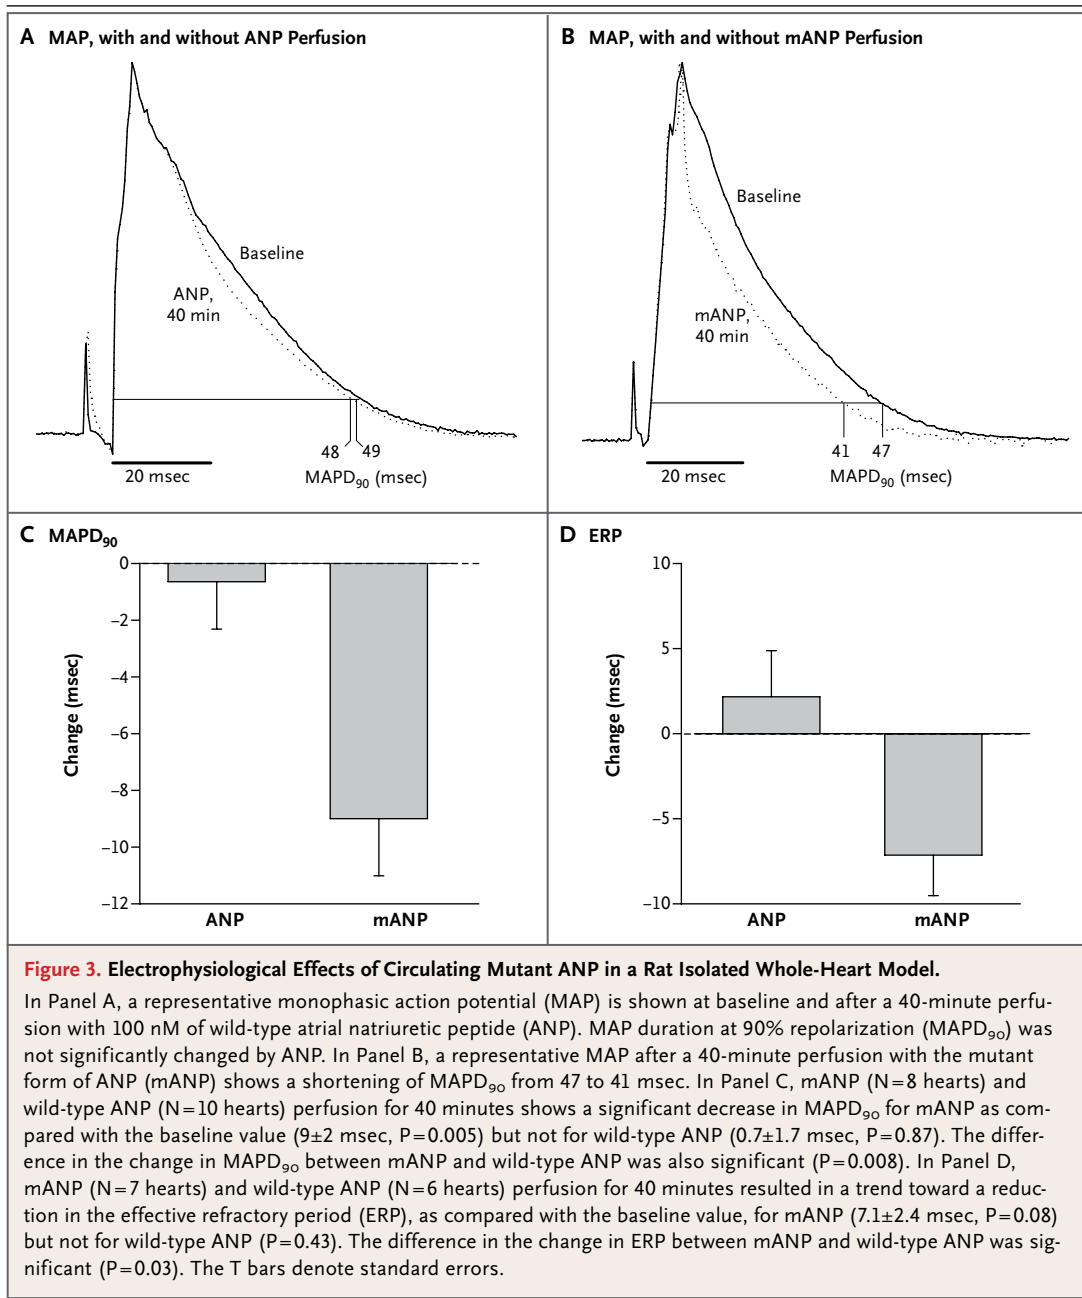 A MAP, with and without ANP Perfusion
Baseline
ANP,
40 min
48 49
20 msec
MAPD90 (msec)
B MAP, with and without mANP Perfusion
Baseline
mANP,
40 min
41 47
20 msec
MAPD90 (msec)
C MAPD90
0
−2
−4
−6
−8
−10
−12
Change (msec)
ANP mANP
D ERP
10
5
0
−5
−10
Change (msec)
ANP mANP
Figure 3. Electrophysiological Effects of Circulating Mutant ANP in a Rat Isolated Whole-Heart Model.
In Panel A, a representative monophasic action potential (MAP) is shown at baseline and after a 40-minute perfu-
sion with 100 nM of wild-type atrial natriuretic peptide (ANP). MAP duration at 90% repolarization (MAPD90) was
not significantly changed by ANP. In Panel B, a representative MAP after a 40-minute perfusion with the mutant
form of ANP (mANP) shows a shortening of MAPD90 from 47 to 41 msec. In Panel C, mANP (N=8 hearts) and
wild-type ANP (N=10 hearts) perfusion for 40 minutes shows a significant decrease in MAPD90 for mANP as com-
pared with the baseline value (9±2 msec, P=0.005) but not for wild-type ANP (0.7±1.7 msec, P=0.87). The differ-
ence in the change in MAPD90 between mANP and wild-type ANP was also significant (P=0.008). In Panel D,
mANP (N=7 hearts) and wild-type ANP (N=6 hearts) perfusion for 40 minutes resulted in a trend toward a reduc-
tion in the effective refractory period (ERP), as compared with the baseline value, for mANP (7.1±2.4 msec, P=0.08)
but not for wild-type ANP (P=0.43). The difference in the change in ERP between mANP and wild-type ANP was sig-
nificant (P=0.03). The T bars denote standard errors.